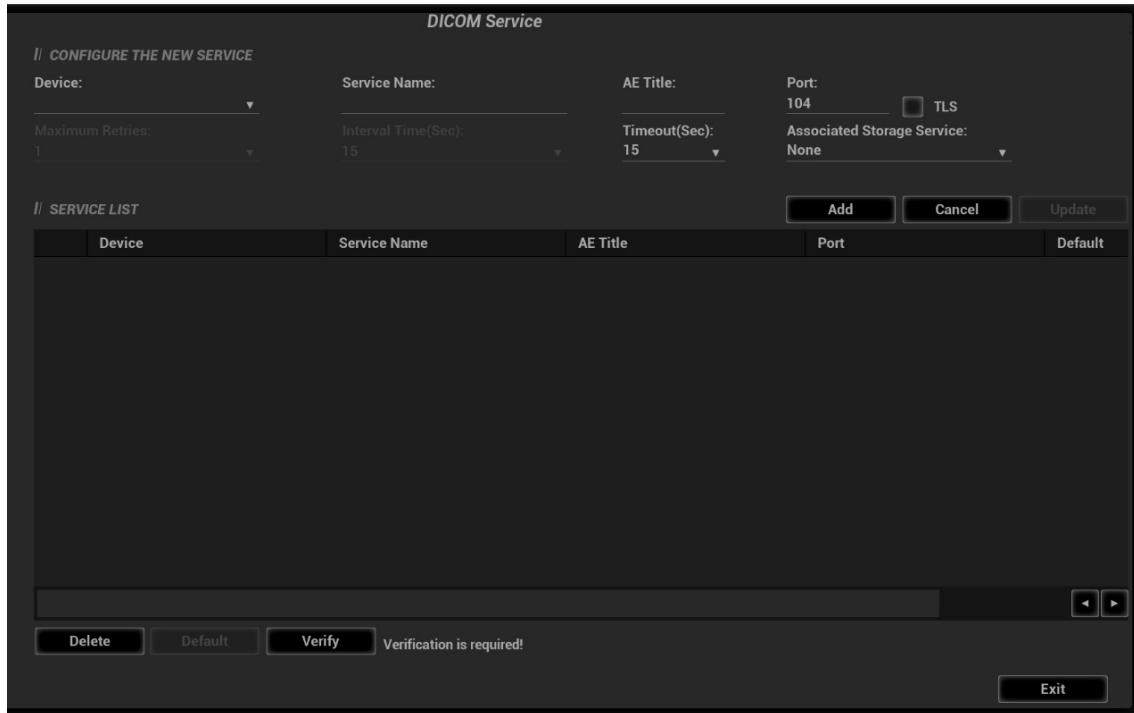 DICOM Service
// CONFIGURE THE NEW SERVICE
Device: Service Name: AE Title: Port:
104 TLS
Maximum Retries: Interval Time(Sec): Timeout(Sec): Associated Storage Service:
1 15 15 None
// SERVICE LIST Add Cancel Update
Device Service Name AE Title Port Default
Delete Default Verify Verification is required!
Exit